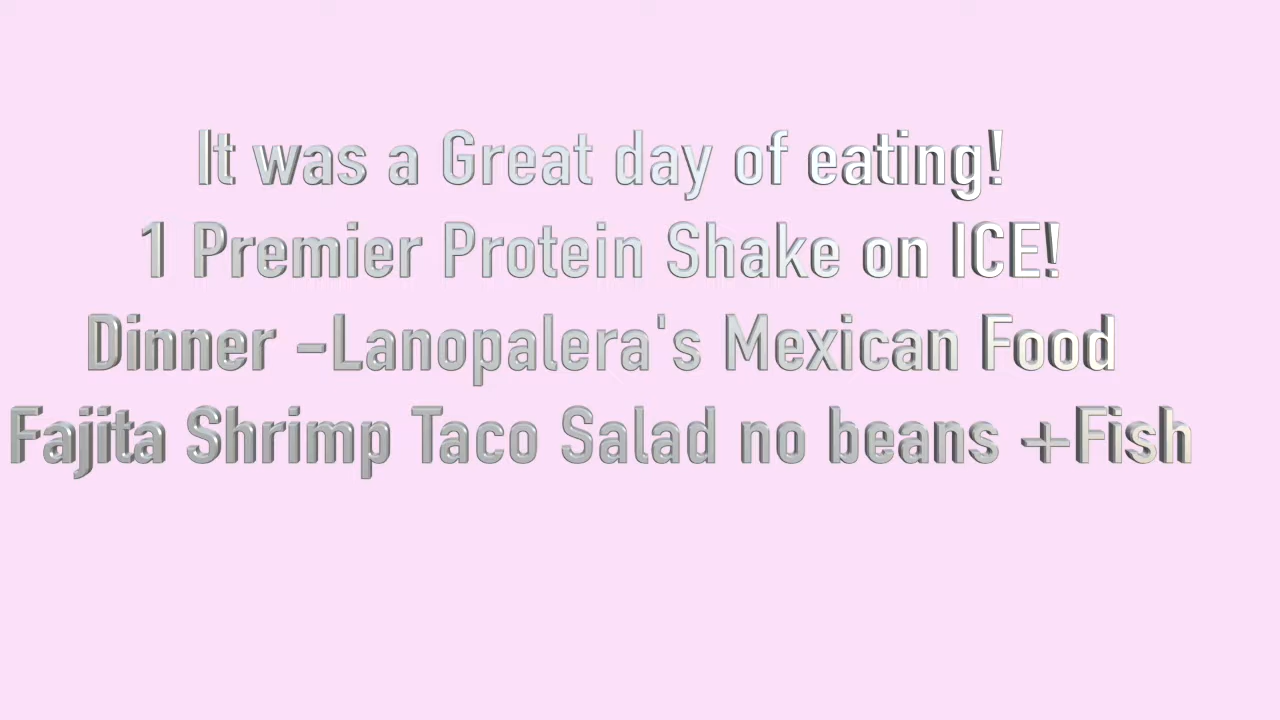 It was a Great day of eating!
1 Premier Protein Shake on ICE!
Dinner -Lanopalera's Mexican Food
Fajita Shrimp Taco Salad no beans +Fish